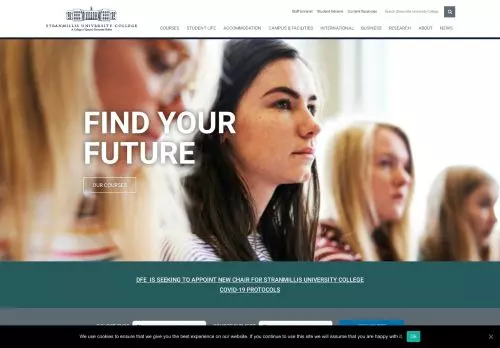 Staff Intranet Student Intranet Current Vacancies Search Stranmillis University College
STRANMILLIS UNIVERSITY COLLEGE
A College of Queen's University Belfast
COURSES STUDENT LIFE ACCOMMODATION CAMPUS & FACILITIES INTERNATIONAL BUSINESS RESEARCH ABOUT NEWS
FIND YOUR
FUTURE
OUR COURSES
DFE IS SEEKING TO APPOINT NEW CHAIR FOR STRANMILLIS UNIVERSITY COLLEGE
COVID-19 PROTOCOLS
We use cookies to ensure that we give you the best experience on our website. If you continue to use this site we will assume that you are happy with it. Ok